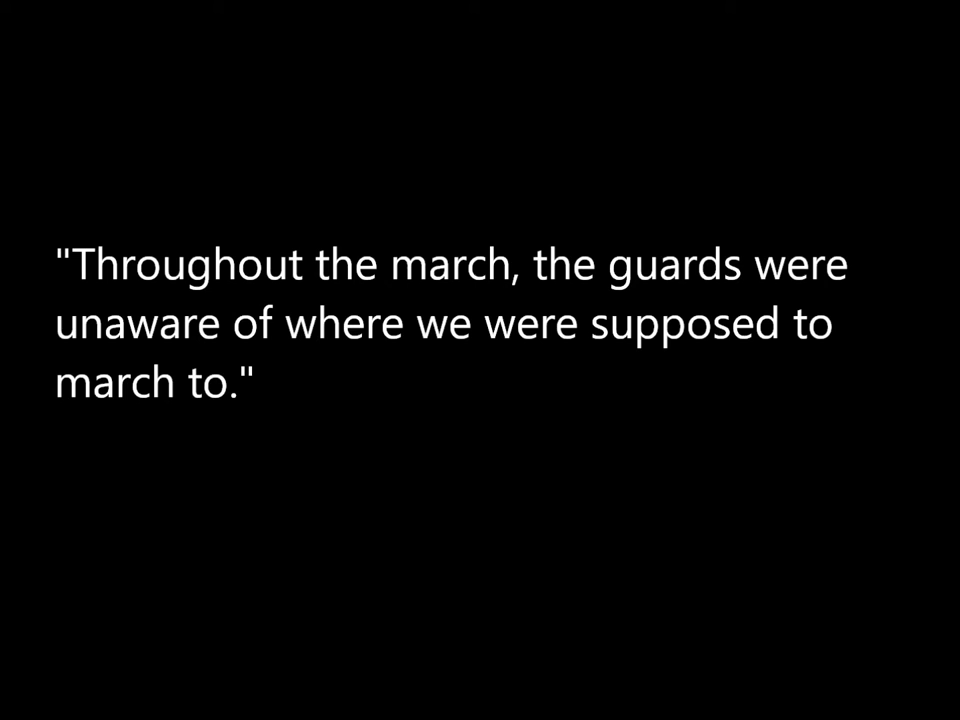 "Throughout the march, the guards were
unaware of where we were supposed to
march to."